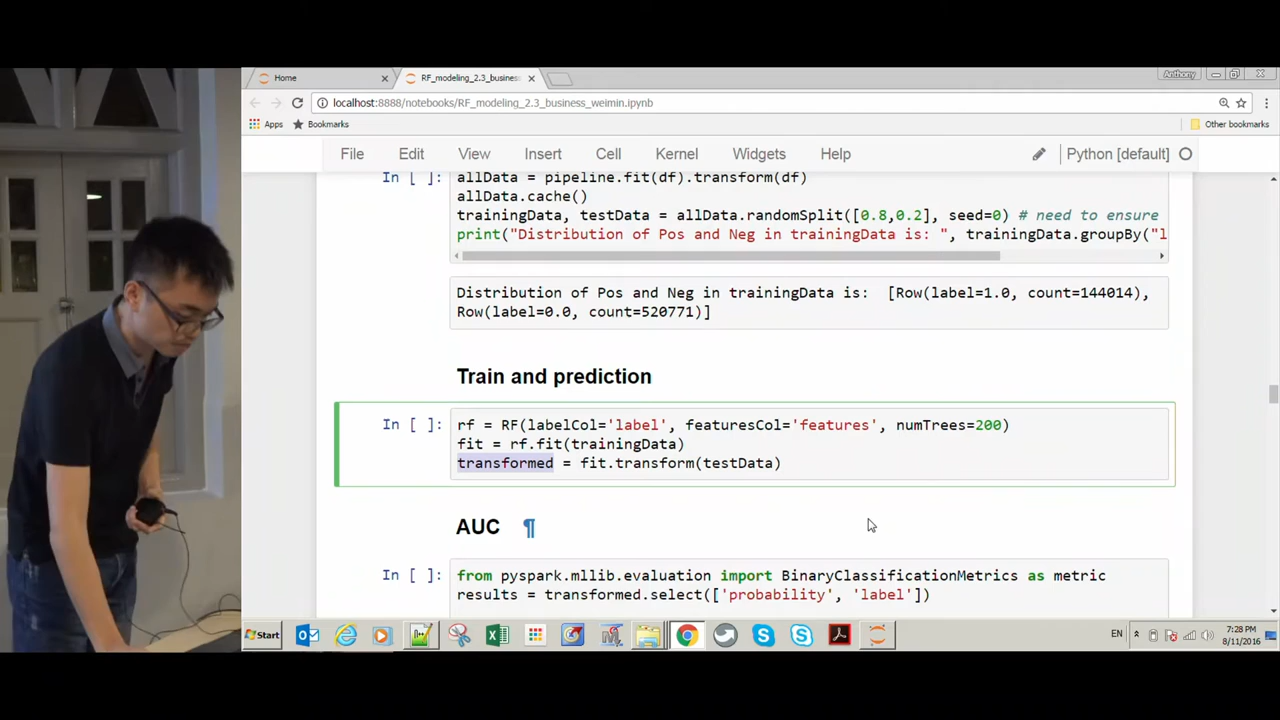 Home
RF_modeling_2.3_business_
Anthony
localhost:8888/notebooks/RF_modeling_2.3_business_weimin.ipynb
Apps
Bookmarks
Other bookmarks
File Edit View Insert Cell Kernel Widgets Help Python [default]
In [ ]: allData = pipeline.fit(df).transform(df)
allData.cache()
trainingData, testData = allData.randomSplit([0.8,0.2], seed=0) # need to ensure
print("Distribution of Pos and Neg in trainingData is: ", trainingData.groupBy("l
Distribution of Pos and Neg in trainingData is:  [Row(label=1.0, count=144014),
Row(label=0.0, count=520771)]
Train and prediction
In [ ]: rf = RF(labelCol='label', featuresCol='features', numTrees=200)
fit = rf.fit(trainingData)
transformed = fit.transform(testData)
AUC ¶
In [ ]: from pyspark.mllib.evaluation import BinaryClassificationMetrics as metric
results = transformed.select(['probability', 'label'])
Start
EN
7:28 PM
8/11/2016